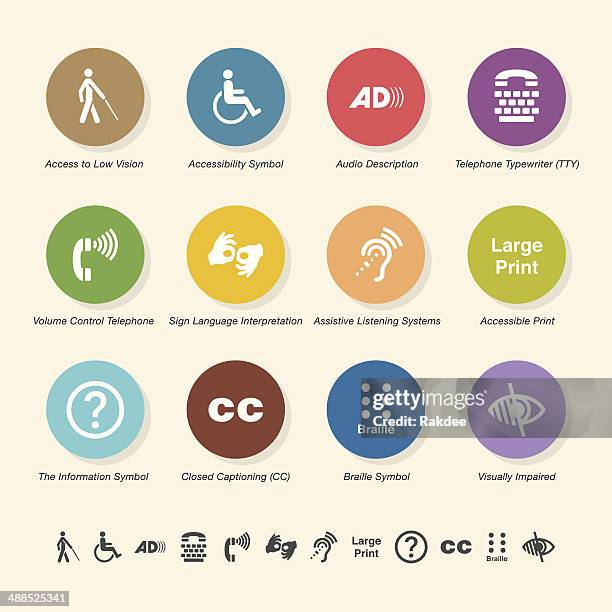 AD
Access to Low Vision
Accessibility Symbol
Audio Description
Telephone Typewriter (TTY)
Large
Print
Volume Control Telephone
Sign Language Interpretation
Assistive Listening Systems
Accessible Print
?
CC
Braille
gettyimages
Rakdee
The Information Symbol
Closed Captioning (CC)
Braille Symbol
Visually Impaired
AD
Large
Print
?
CC
Braille
488525341